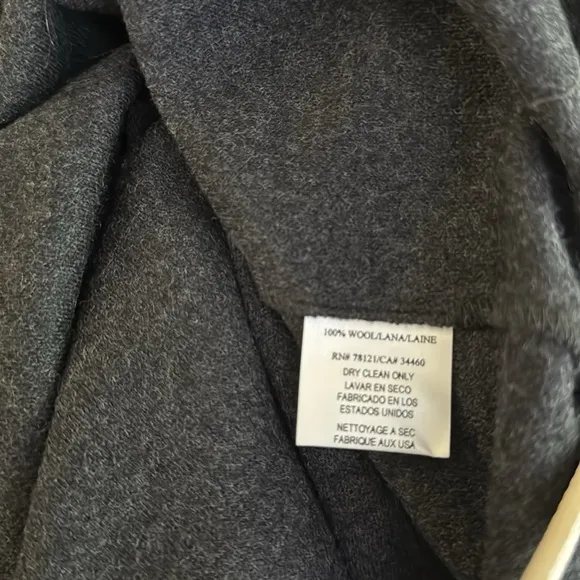 100% WOOL/LANA/LAINE
RN# 78121/CA# 34460
DRY CLEAN ONLY
LAVAR EN SECO
FABRICADO EN LOS
ESTADOS UNIDOS
NETTOYAGE A SEC
FABRIQUE AUX USA